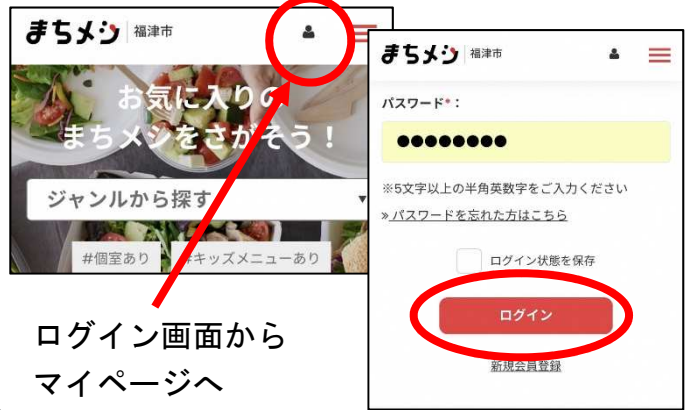 まちメシ 福津市
お気に入りの
まちメシをさがそう！
ジャンルから探す ▼
#個室あり #キッズメニューあり
ログイン画面から
マイページへ
まちメシ 福津市
パスワード*：
●●●●●●●●
※5文字以上の半角英数字をご入力ください
» パスワードを忘れた方はこちら
ログイン状態を保存
ログイン
新規会員登録